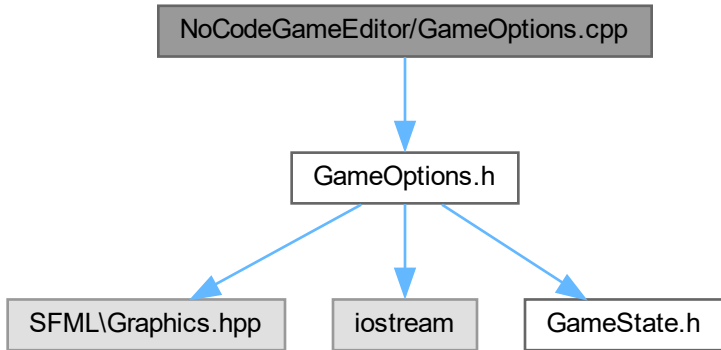 NoCodeGameEditor/GameOptions.cpp
GameOptions.h
SFML\Graphics.hpp
iostream
GameState.h